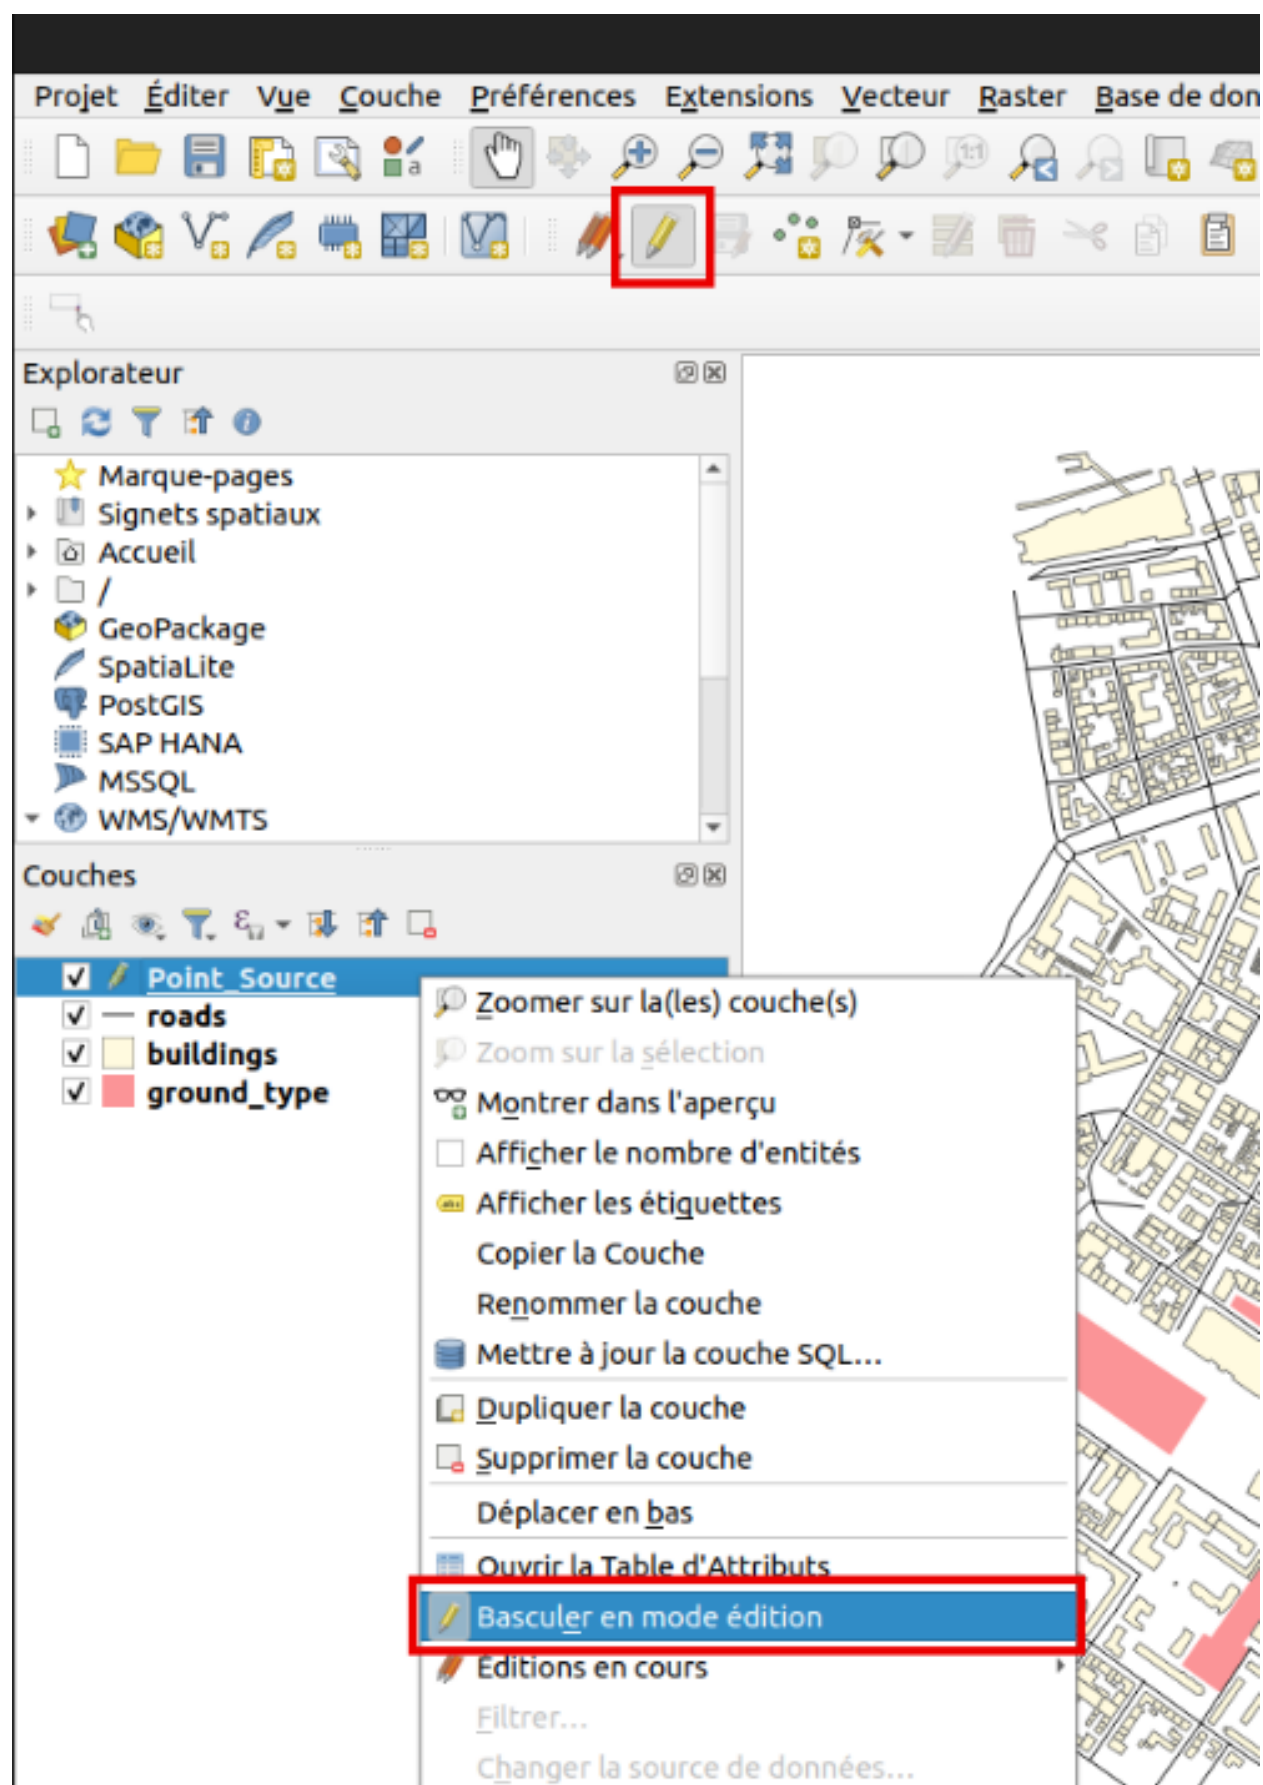 Projet Éditer Vue Couche Préférences Extensions Vecteur Raster Base de don
a
1:1
Explorateur
Marque-pages
Signets spatiaux
Accueil
/
GeoPackage
SpatiaLite
PostGIS
SAP HANA
MSSQL
WMS/WMTS
Couches
ε
Point_Source
roads
buildings
ground_type
Zoomer sur la(les) couche(s)
Zoom sur la sélection
Montrer dans l'aperçu
Afficher le nombre d'entités
abc Afficher les étiquettes
Copier la Couche
Renommer la couche
Mettre à jour la couche SQL...
Dupliquer la couche
Supprimer la couche
Déplacer en bas
Ouvrir la Table d'Attributs
Basculer en mode édition
Éditions en cours
Filtrer...
Changer la source de données...